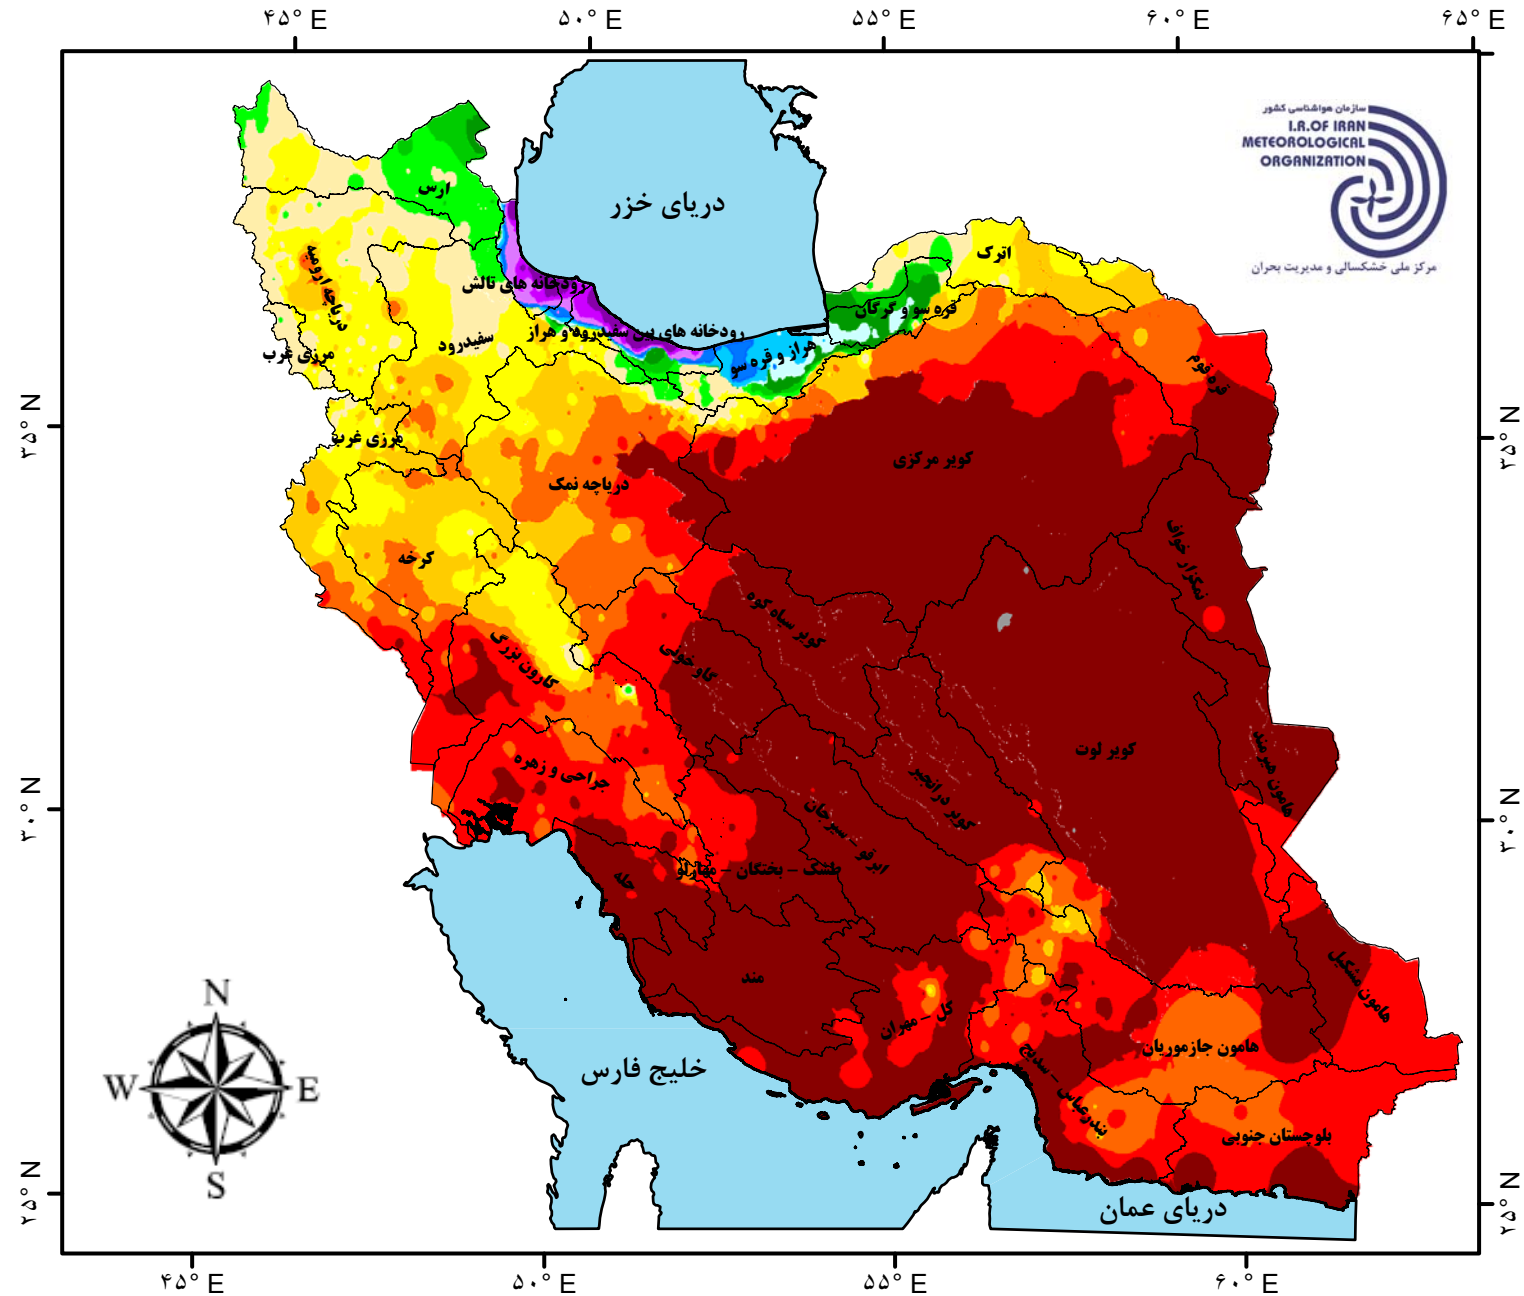 ۴۵° E
۵۰° E
۵۵° E
۶۰° E
۶۵° E
سازمان هواشناسی کشور
I.R.OF IRAN
METEOROLOGICAL
ORGANIZATION
مرکز ملی خشکسالی و مدیریت بحران
دریای خزر
ارس
اترک
دریاچه ارومیه
رودخانه های تالش
قره سو و گرگان
رودخانه های بین سفیدرود و هراز
سفیدرود
مرزی غرب
هراز و قره سو
قره قوم
۳۵° N
۳۵° N
مرزی غرب
کویر مرکزی
دریاچه نمک
کرخه
نمکزار خواف
کویر سیاه کوه
کارون بزرگ
گاوخونی
کویر لوت
هامون هیرمند
جراحی و زهره
کویر درانجیر
ابرقو - سیرجان
۳۰° N
۳۰° N
طشک - بختگان - مهارلو
حله
مند
هامون مشکیل
کل - مهران
هامون جازموریان
خلیج فارس
بندرعباس - سدیج
بلوچستان جنوبی
دریای عمان
N
W
E
S
۲۵° N
۲۵° N
۴۵° E
۵۰° E
۵۵° E
۶۰° E